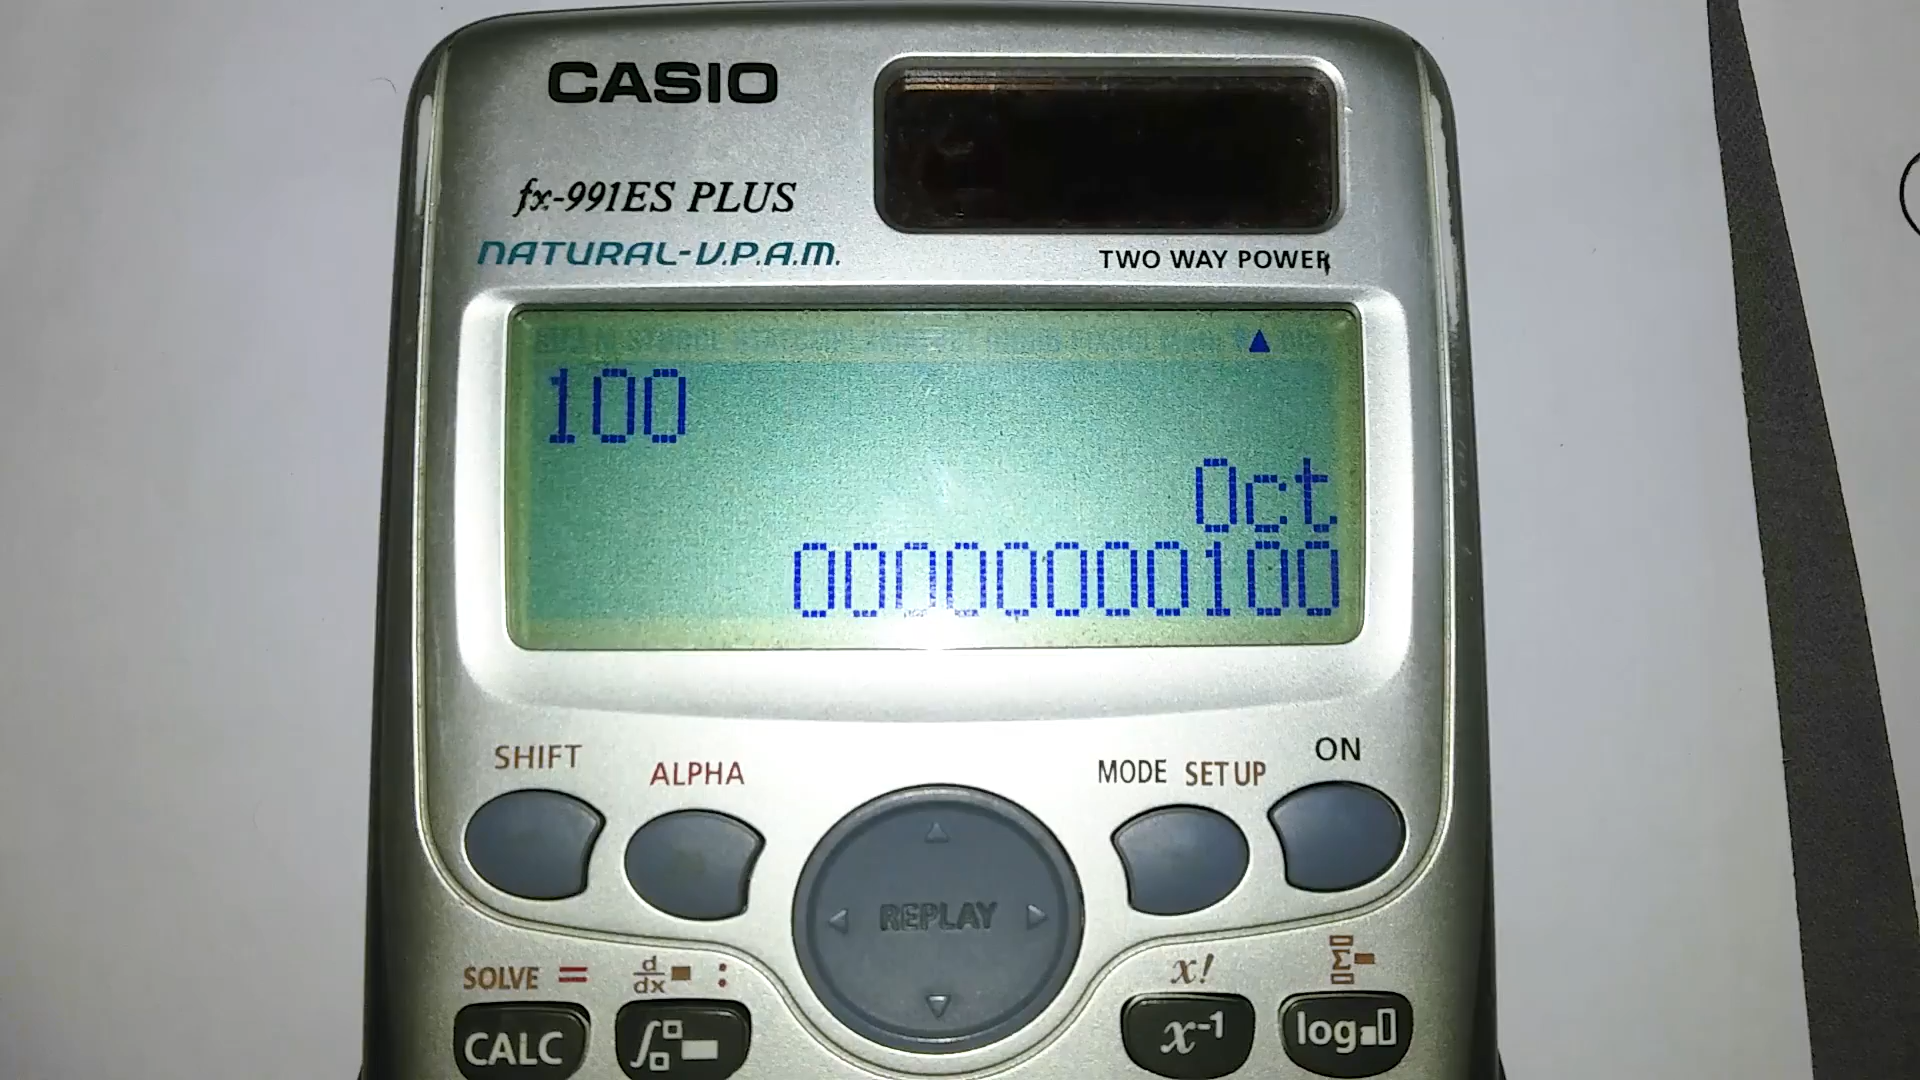 CASIO
fx-991ES PLUS
NATURAL-V.P.A.M.
TWO WAY POWER
100
Oct
00000000100
SHIFT
ALPHA
MODE SETUP
ON
REPLAY
SOLVE =
d/dx :
x!
Σ
CALC
∫
x⁻¹
log